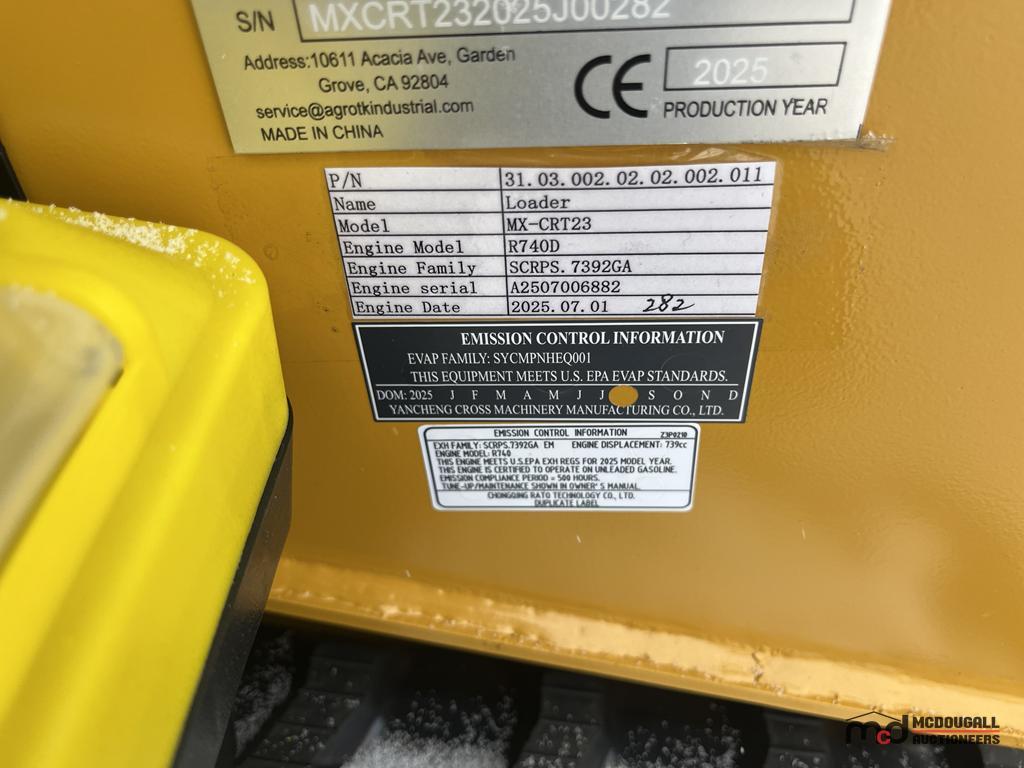 S/N MXCRT232025J00282
Address:10611 Acacia Ave, Garden
Grove, CA 92804
service@agrotkindustrial.com
MADE IN CHINA
CE 2025
PRODUCTION YEAR
P/N 31.03.002.02.02.002.011
Name Loader
Model MX-CRT23
Engine Model R740D
Engine Family SCRPS.7392GA
Engine serial A2507006882
Engine Date 2025.07.01 282
EMISSION CONTROL INFORMATION
EVAP FAMILY: SYCMPNHEQ001
THIS EQUIPMENT MEETS U.S. EPA EVAP STANDARDS.
DOM: 2025 J F M A M J J S O N D
YANCHENG CROSS MACHINERY MANUFACTURING CO., LTD.
EMISSION CONTROL INFORMATION Z3P0210
EXH FAMILY: SCRPS.7392GA EM ENGINE DISPLACEMENT: 739cc
ENGINE MODEL: R740
THIS ENGINE MEETS U.S.EPA EXH REGS FOR 2025 MODEL YEAR.
THIS ENGINE IS CERTIFIED TO OPERATE ON UNLEADED GASOLINE.
EMISSION COMPLIANCE PERIOD = 500 HOURS.
TUNE-UP/MAINTENANCE SHOWN IN OWNER'S MANUAL.
CHONGQING RATO TECHNOLOGY CO., LTD.
DUPLICATE LABEL
mcd MCDOUGALL
AUCTIONEERS